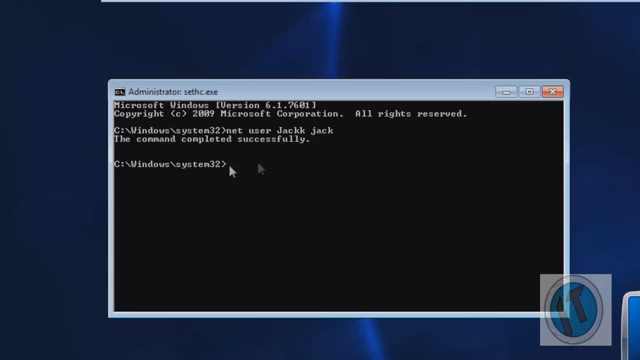 Administrator: sethc.exe
Microsoft Windows [Version 6.1.7601]
Copyright (c) 2009 Microsoft Corporation.  All rights reserved.
C:\Windows\system32>net user Jackk jack
The command completed successfully.
C:\Windows\system32>